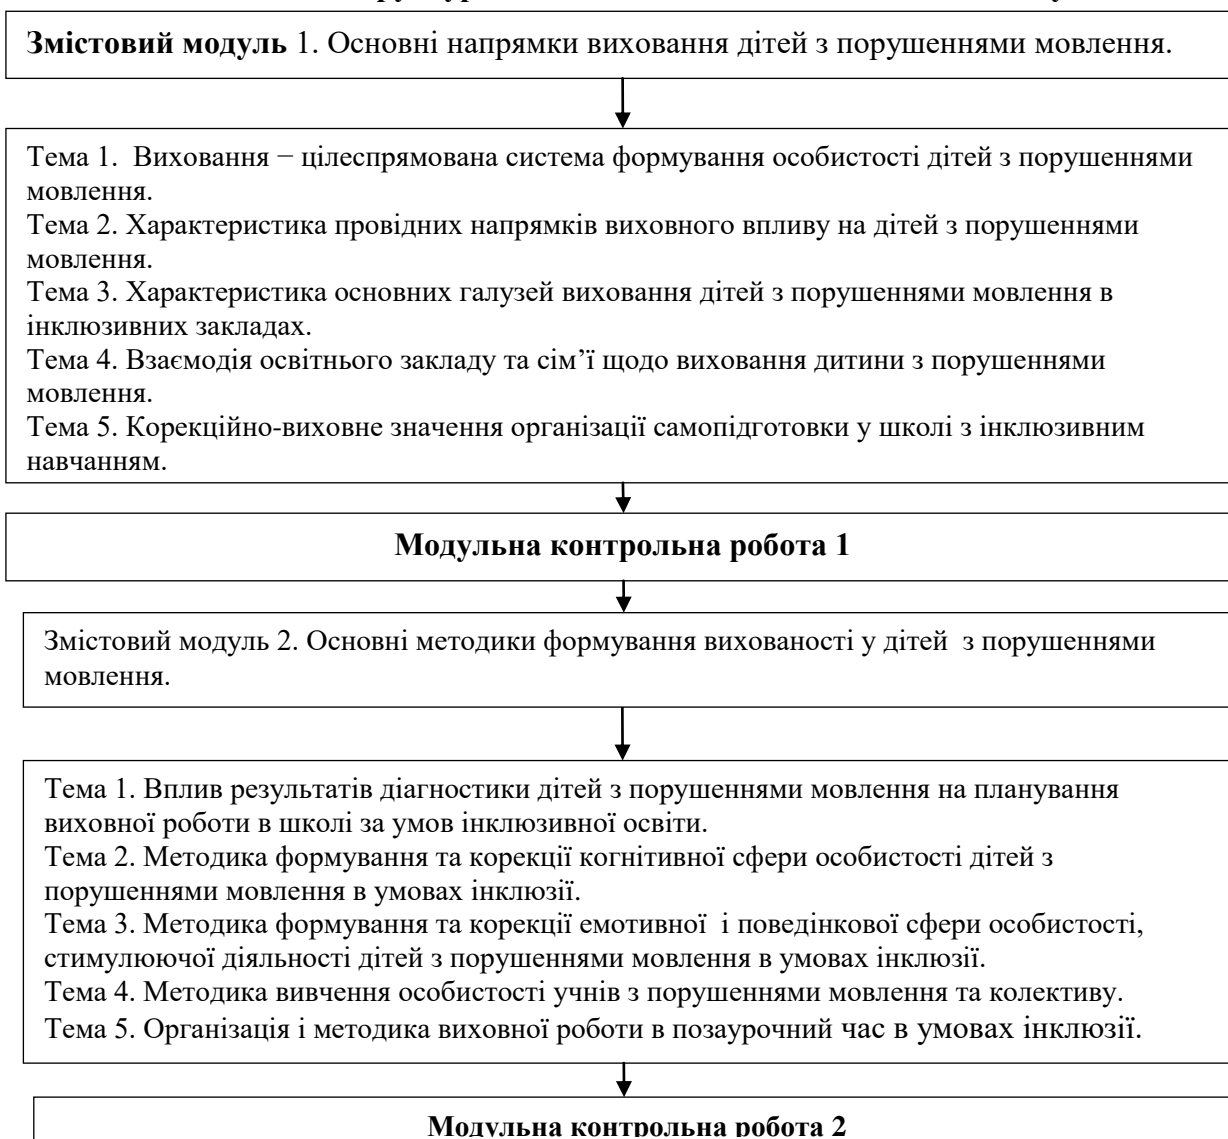 Змістовий модуль 1. Основні напрямки виховання дітей з порушеннями мовлення.
Тема 1. Виховання − цілеспрямована система формування особистості дітей з порушеннями
мовлення.
Тема 2. Характеристика провідних напрямків виховного впливу на дітей з порушеннями
мовлення.
Тема 3. Характеристика основних галузей виховання дітей з порушеннями мовлення в
інклюзивних закладах.
Тема 4. Взаємодія освітнього закладу та сім’ї щодо виховання дитини з порушеннями
мовлення.
Тема 5. Корекційно-виховне значення організації самопідготовки у школі з інклюзивним
навчанням.
Модульна контрольна робота 1
Змістовий модуль 2. Основні методики формування вихованості у дітей з порушеннями
мовлення.
Тема 1. Вплив результатів діагностики дітей з порушеннями мовлення на планування
виховної роботи в школі за умов інклюзивної освіти.
Тема 2. Методика формування та корекції когнітивної сфери особистості дітей з
порушеннями мовлення в умовах інклюзії.
Тема 3. Методика формування та корекції емотивної і поведінкової сфери особистості,
стимулюючої діяльності дітей з порушеннями мовлення в умовах інклюзії.
Тема 4. Методика вивчення особистості учнів з порушеннями мовлення та колективу.
Тема 5. Організація і методика виховної роботи в позаурочний час в умовах інклюзії.
Модульна контрольна робота 2